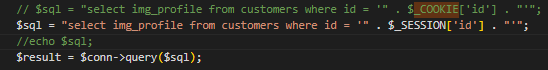 // $sql = "select img_profile from customers where id = '" . $_COOKIE['id'] . "'";
$sql = "select img_profile from customers where id = '" . $_SESSION['id'] . "'";
//echo $sql;
$result = $conn->query($sql);